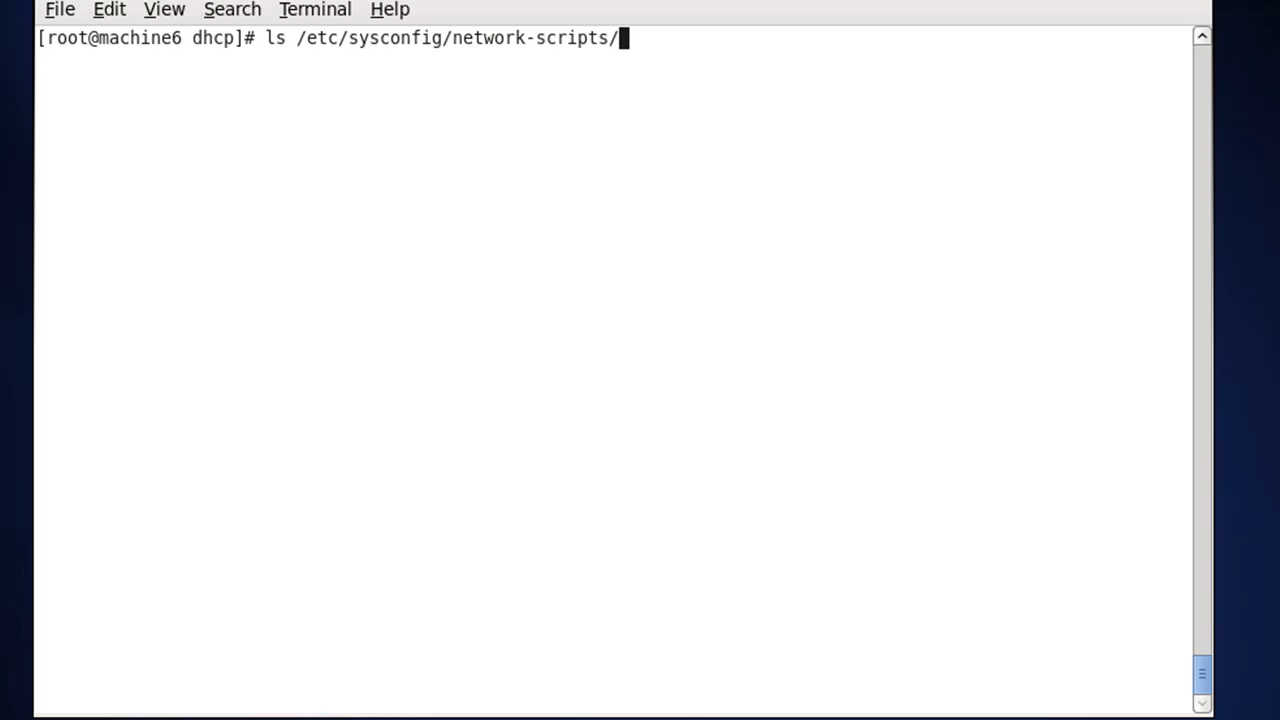 File Edit View Search Terminal Help
[root@machine6 dhcp]# ls /etc/sysconfig/network-scripts/